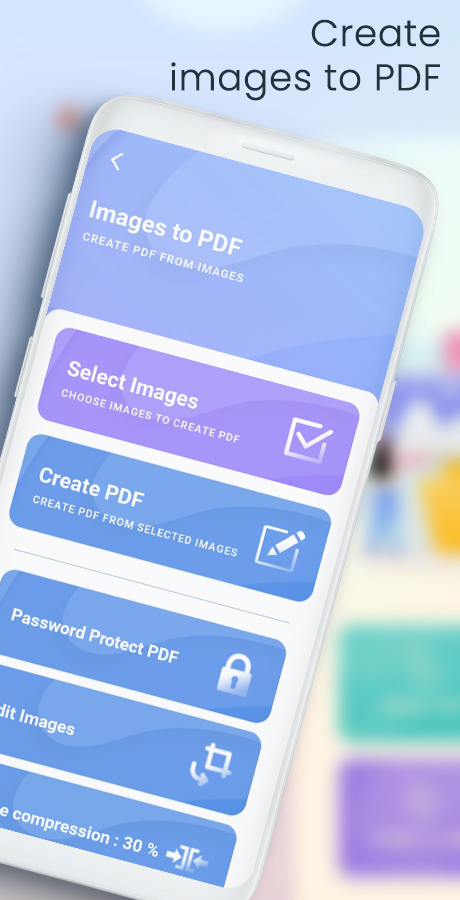 Create
images to PDF
Images to PDF
CREATE PDF FROM IMAGES
Select Images
CHOOSE IMAGES TO CREATE PDF
Create PDF
CREATE PDF FROM SELECTED IMAGES
Password Protect PDF
dit Images
e compression : 30 %